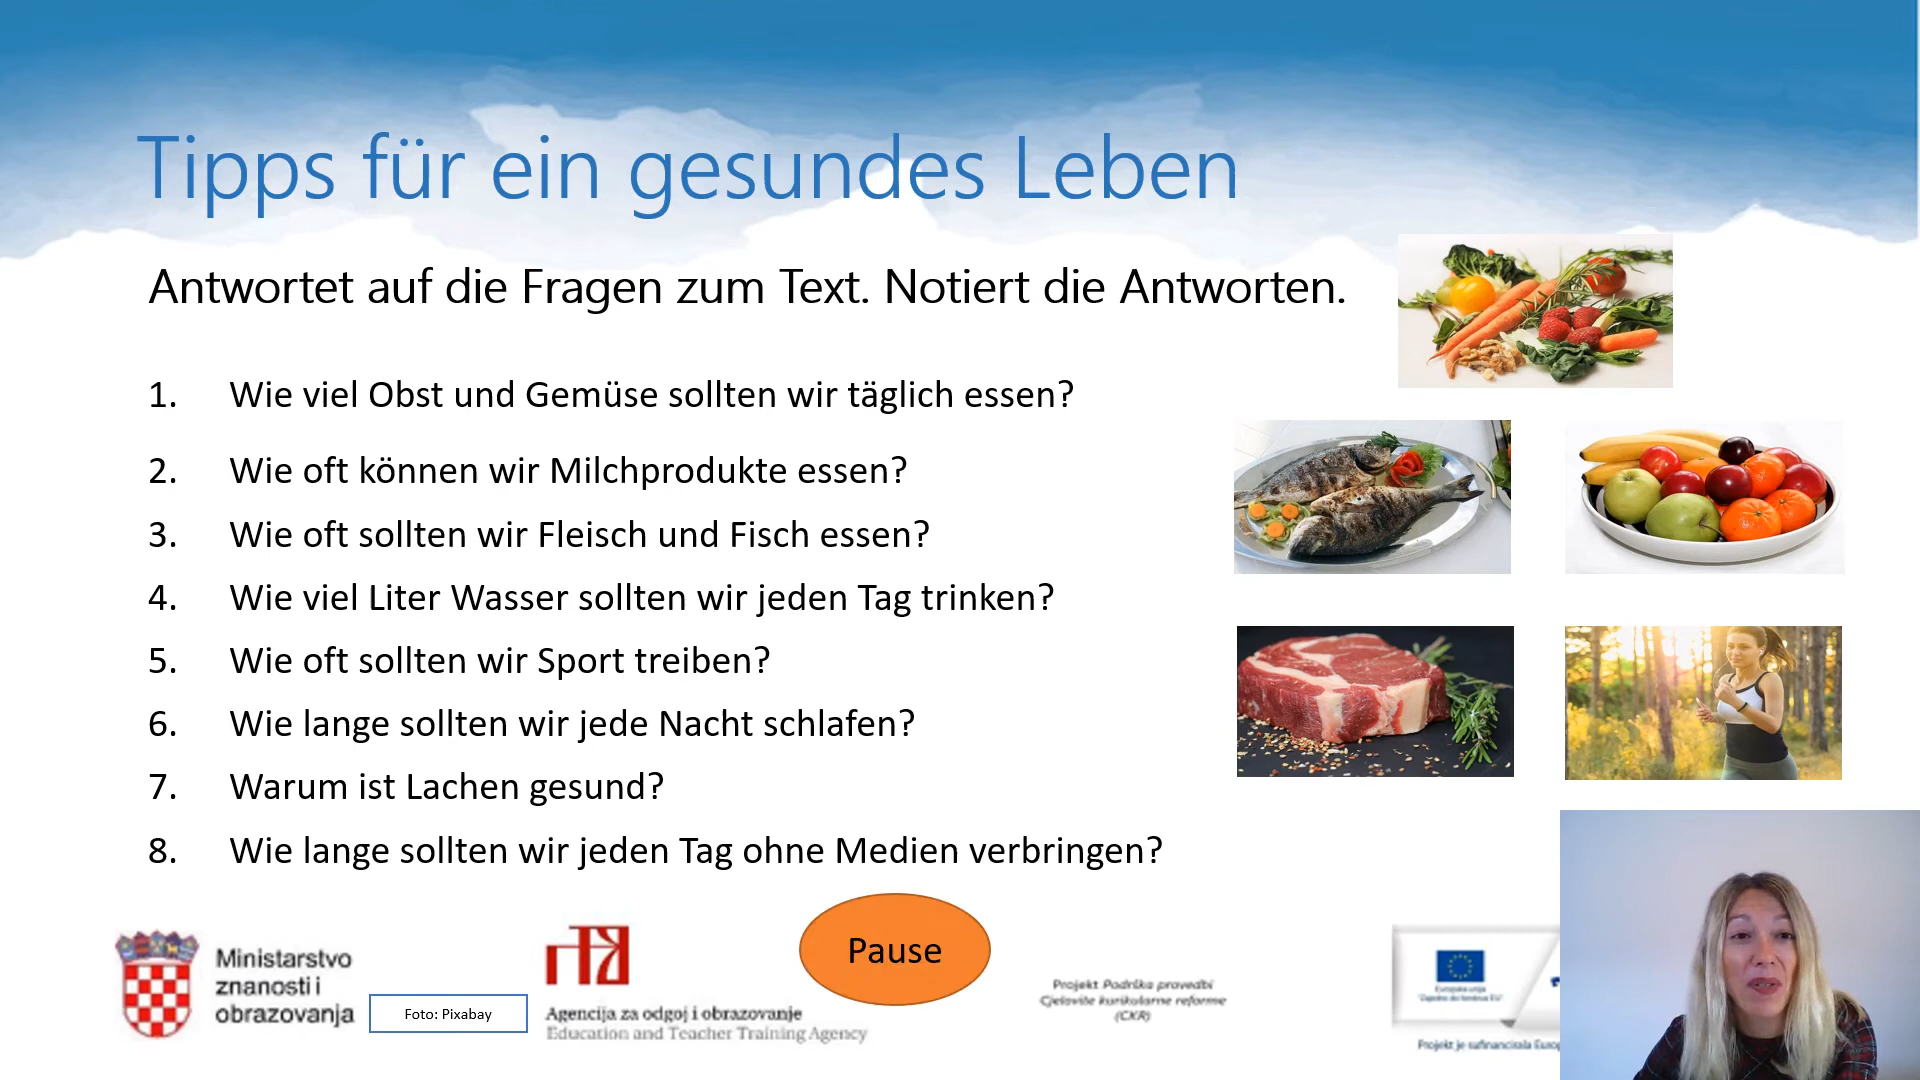 Tipps für ein gesundes Leben
Antwortet auf die Fragen zum Text. Notiert die Antworten.
1. Wie viel Obst und Gemüse sollten wir täglich essen?
2. Wie oft können wir Milchprodukte essen?
3. Wie oft sollten wir Fleisch und Fisch essen?
4. Wie viel Liter Wasser sollten wir jeden Tag trinken?
5. Wie oft sollten wir Sport treiben?
6. Wie lange sollten wir jede Nacht schlafen?
7. Warum ist Lachen gesund?
8. Wie lange sollten wir jeden Tag ohne Medien verbringen?
Pause
Ministarstvo
znanosti i
obrazovanja
Foto: Pixabay
Agencija za odgoj i obrazovanje
Education and Teacher Training Agency
Projekt Podrška provedbi
Cjelovite kurikularne reforme
(CKR)
Europska unija
"Zajedno do fondova EU"
Projekt je sufinancirala